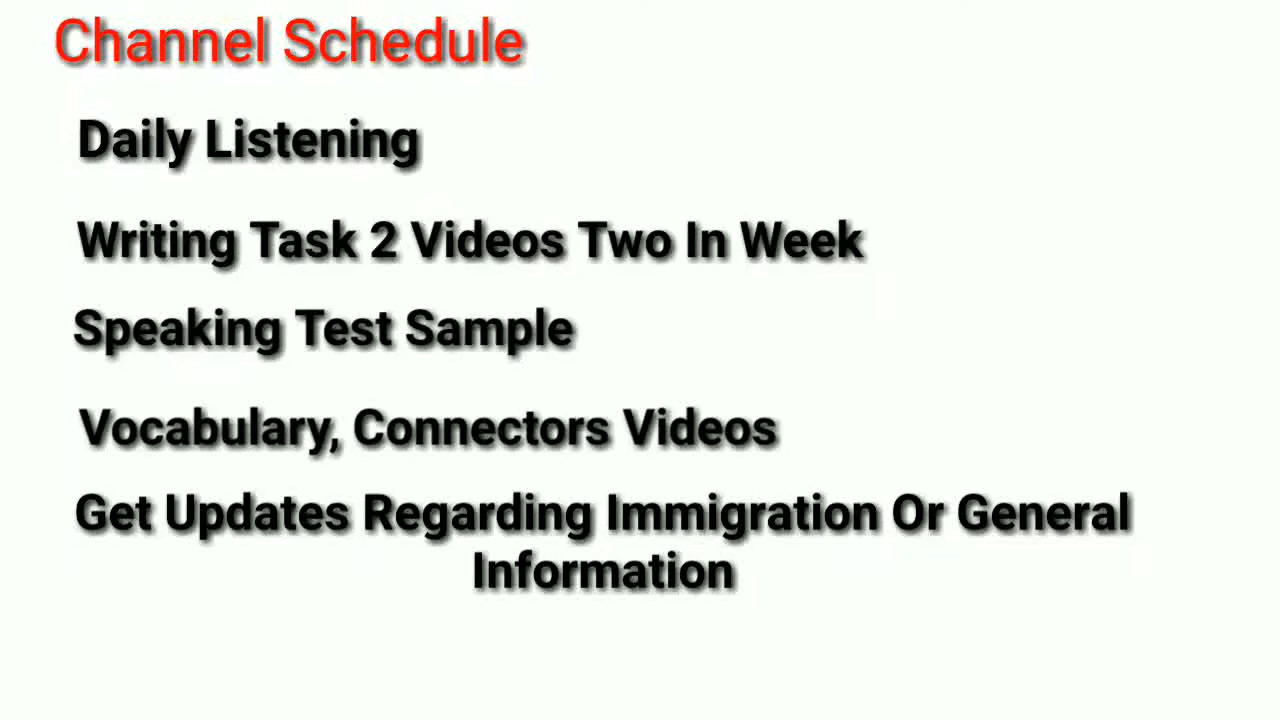 Channel Schedule
Daily Listening
Writing Task 2 Videos Two In Week
Speaking Test Sample
Vocabulary, Connectors Videos
Get Updates Regarding Immigration Or General
Information